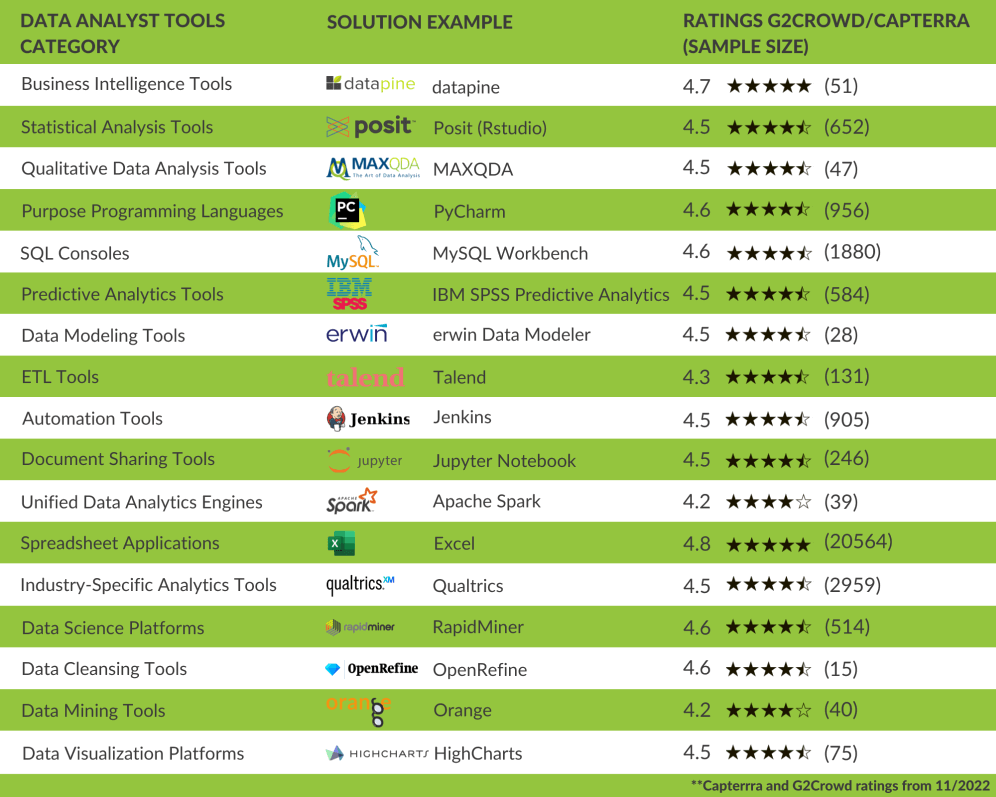 DATA ANALYST TOOLS CATEGORY SOLUTION EXAMPLE RATINGS G2CROWD/CAPTERRA (SAMPLE SIZE)
Business Intelligence Tools datapine datapine 4.7 ★★★★★ (51)
Statistical Analysis Tools posit Posit (Rstudio) 4.5 (652)
Qualitative Data Analysis Tools MAXQDA The Art of Data Analysis MAXQDA 4.5 (47)
Purpose Programming Languages PC PyCharm 4.6 (956)
SQL Consoles MySQL MySQL Workbench 4.6 (1880)
Predictive Analytics Tools IBM SPSS IBM SPSS Predictive Analytics 4.5 (584)
Data Modeling Tools erwin erwin Data Modeler 4.5 (28)
ETL Tools talend Talend 4.3 (131)
Automation Tools Jenkins Jenkins 4.5 (905)
Document Sharing Tools jupyter Jupyter Notebook 4.5 (246)
Unified Data Analytics Engines APACHE Spark Apache Spark 4.2 (39)
Spreadsheet Applications X Excel 4.8 (20564)
Industry-Specific Analytics Tools qualtrics.XM Qualtrics 4.5 (2959)
Data Science Platforms rapidminer RapidMiner 4.6 (514)
Data Cleansing Tools OpenRefine OpenRefine 4.6 (15)
Data Mining Tools orange Orange 4.2 (40)
Data Visualization Platforms HIGHCHARTS HighCharts 4.5 (75)
**Capterrra and G2Crowd ratings from 11/2022